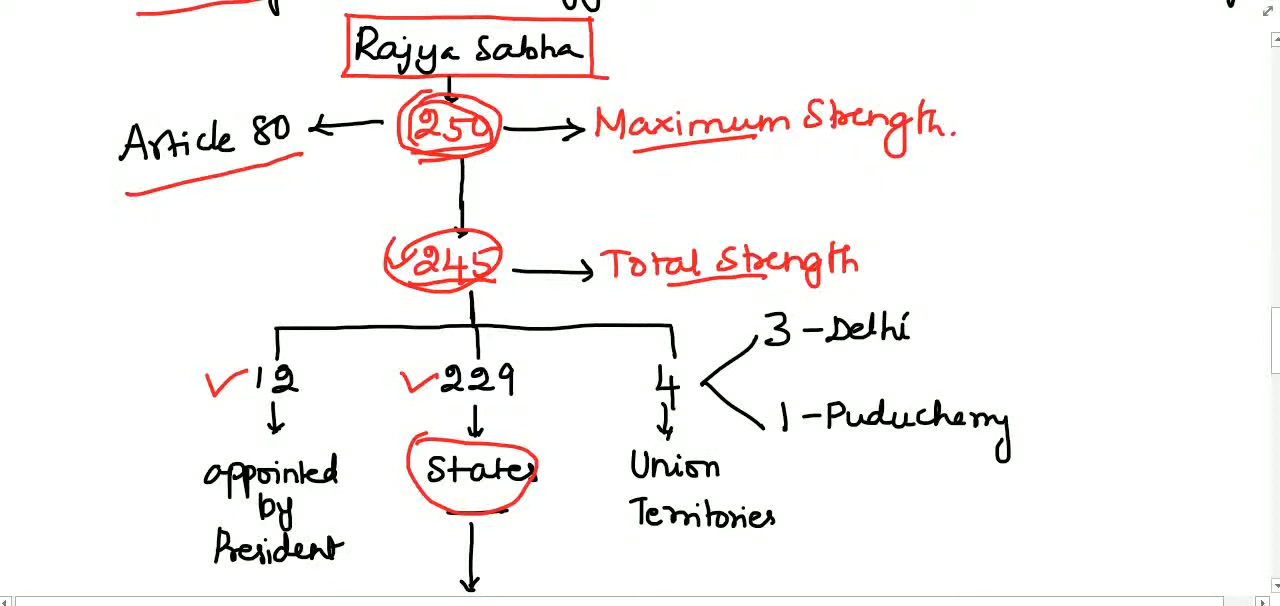 Rajya Sabha
Article 80
250
Maximum Strength.
245
Total Strength
12
229
4
3 - Delhi
1 - Puducherry
appointed
by
President
States
Union
Territories